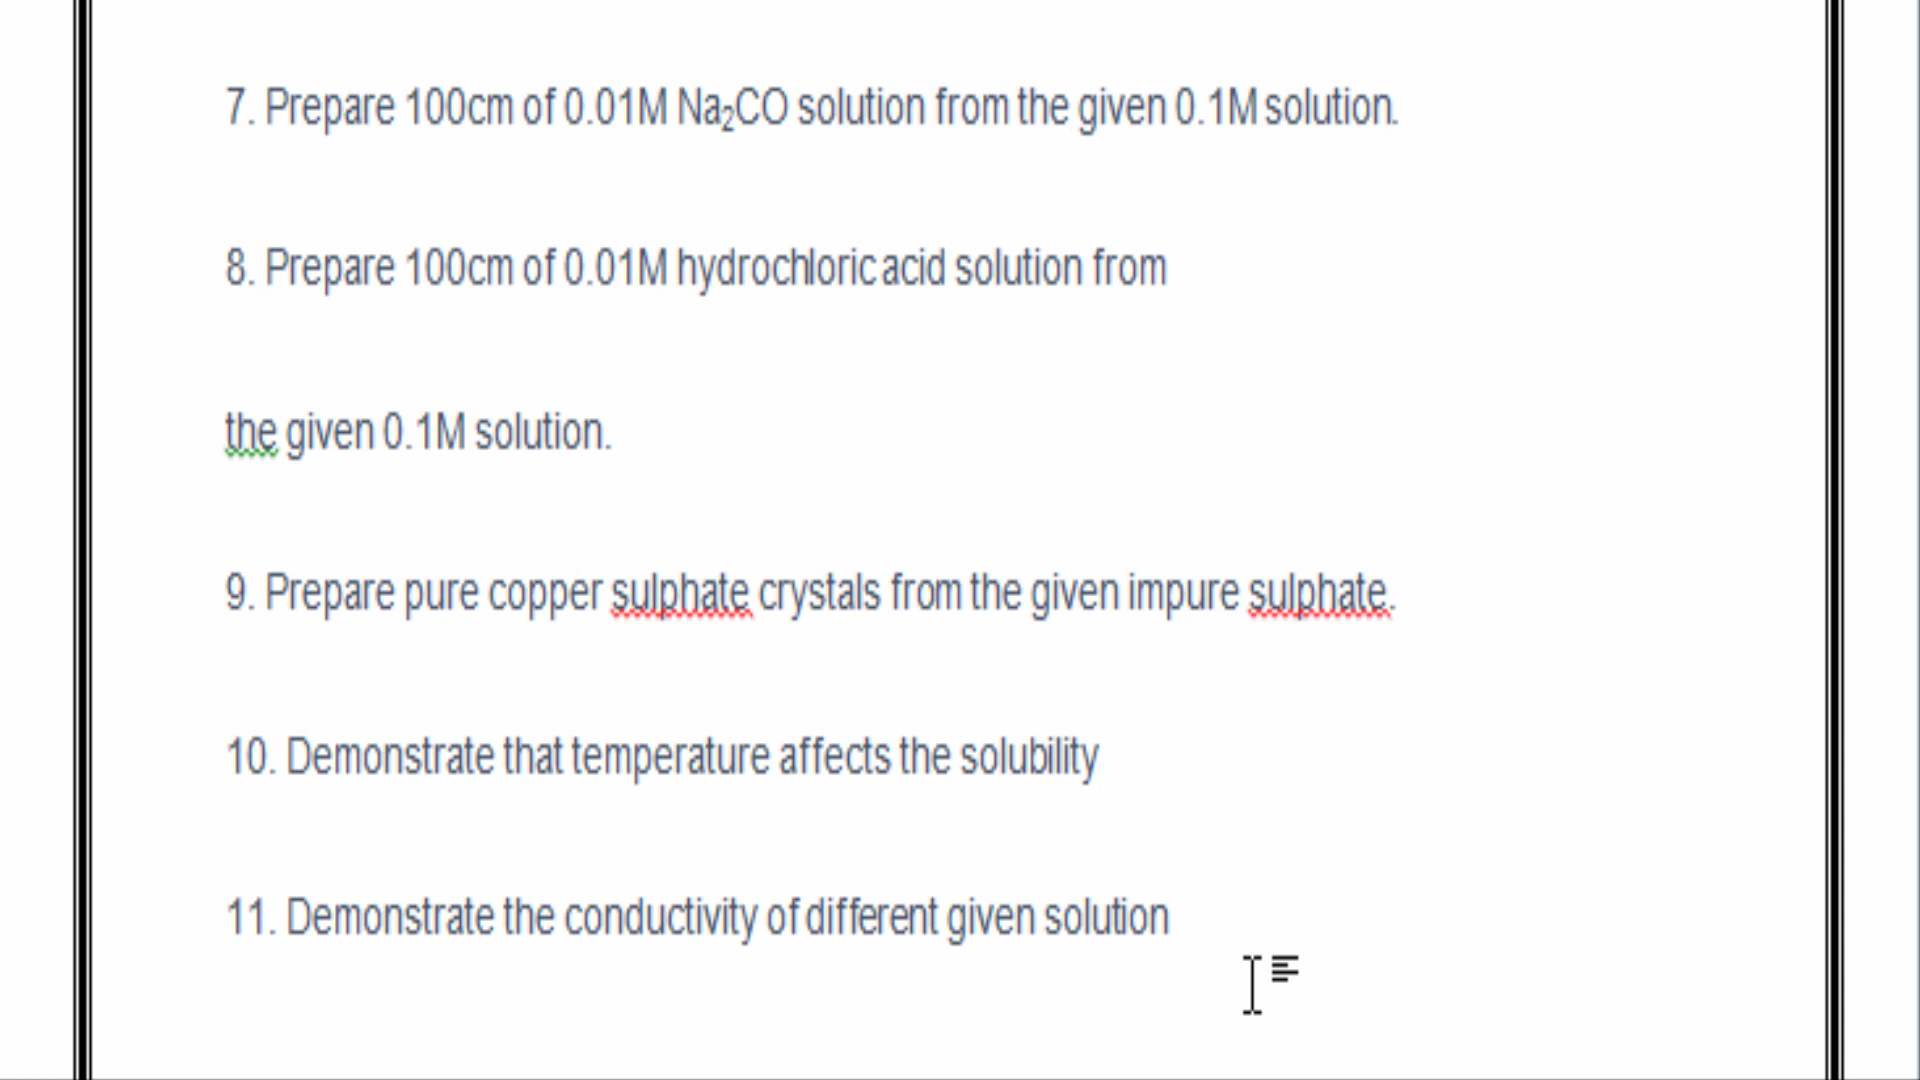 7. Prepare 100cm of 0.01M Na₂CO solution from the given 0.1M solution.
8. Prepare 100cm of 0.01M hydrochloric acid solution from
the given 0.1M solution.
9. Prepare pure copper sulphate crystals from the given impure sulphate.
10. Demonstrate that temperature affects the solubility
11. Demonstrate the conductivity of different given solution